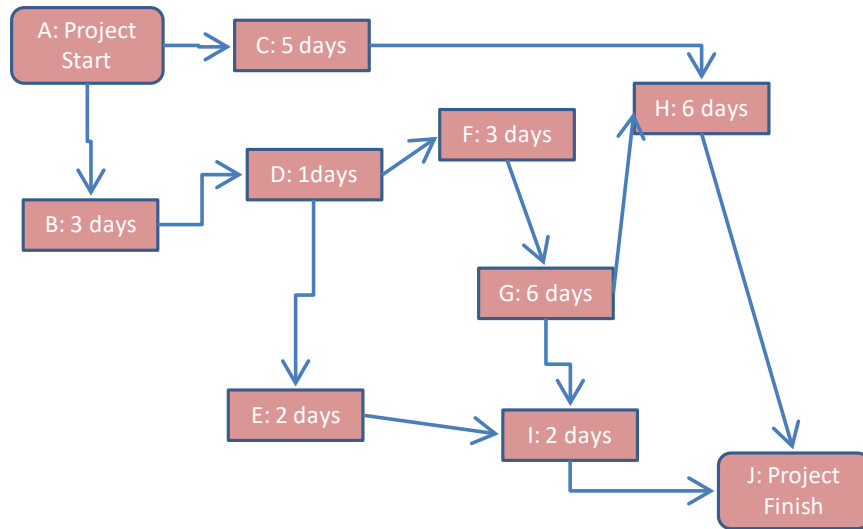 A: Project
Start
C: 5 days
H: 6 days
F: 3 days
D: 1days
B: 3 days
G: 6 days
E: 2 days
I: 2 days
J: Project
Finish